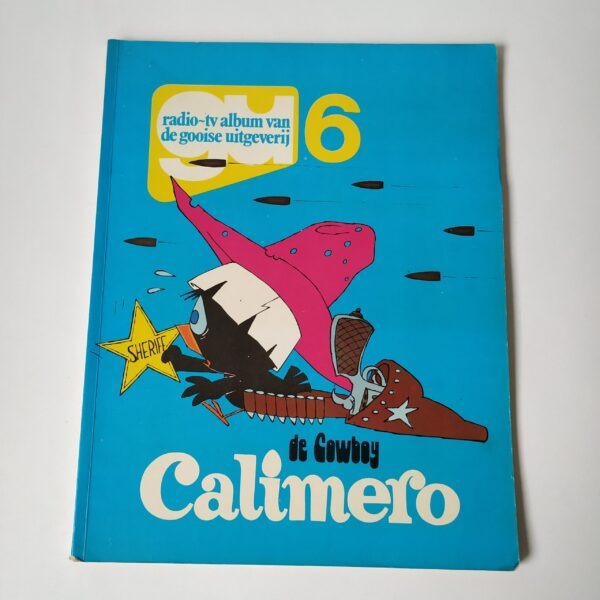 gu
radio~tv album van
de gooise uitgeverij
6
SHERIFF
de Cowboy
Calimero